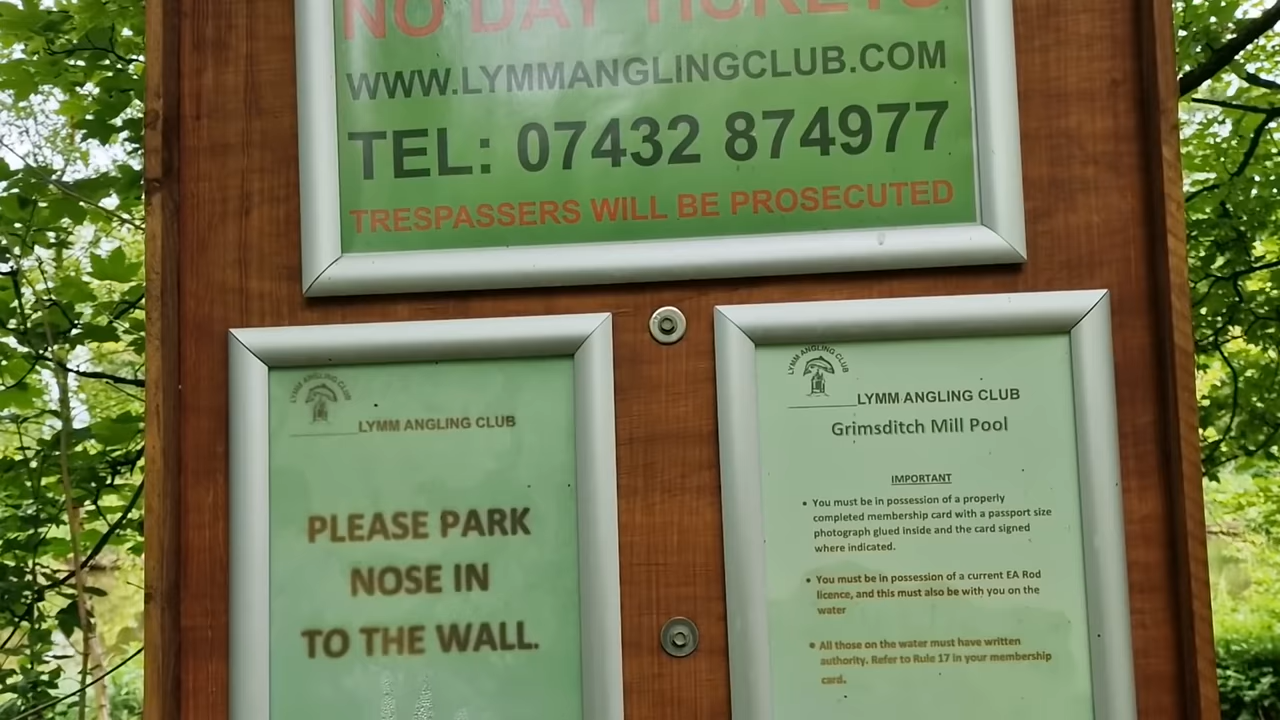 NO DAY TICKETS
WWW.LYMMANGLINGCLUB.COM
TEL: 07432 874977
TRESPASSERS WILL BE PROSECUTED
LYMM ANGLING CLUB
LYMM ANGLING CLUB
PLEASE PARK
NOSE IN
TO THE WALL.
LYMM ANGLING CLUB
LYMM ANGLING CLUB
Grimsditch Mill Pool
IMPORTANT
• You must be in possession of a properly
completed membership card with a passport size
photograph glued inside and the card signed
where indicated.
• You must be in possession of a current EA Rod
licence, and this must also be with you on the
water
• All those on the water must have written
authority. Refer to Rule 17 in your membership
card.